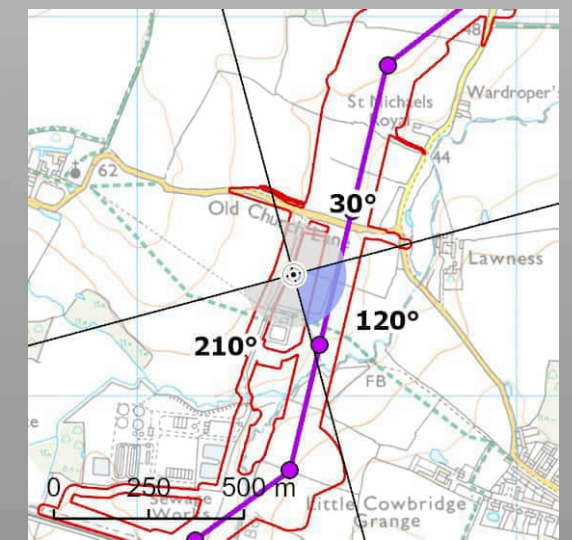 48
Wardroper's
St Michaels
Royal
44
62
30°
Old Church Lane
Lawness
120°
210°
FB
te
0 250 500 m
Sewage
Works
Little Cowbridge
Grange